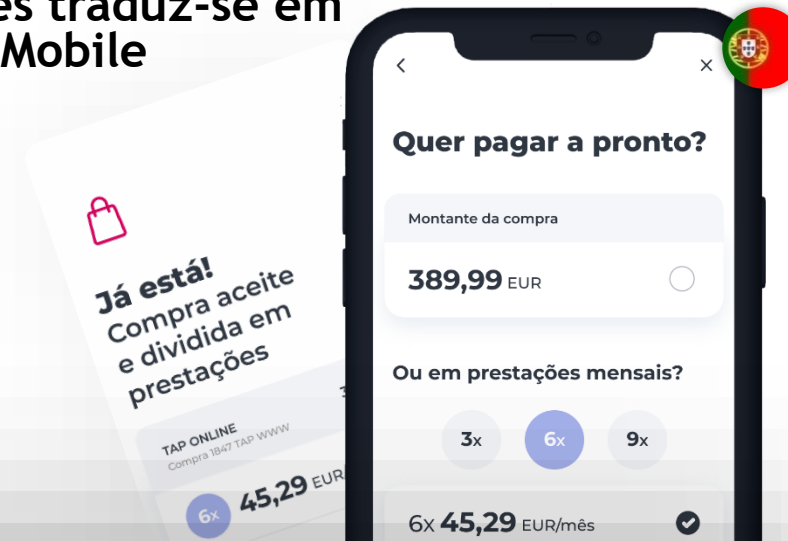 traduz-se em
Mobile
Quer pagar a pronto?
Montante da compra
389,99 EUR
Ou em prestações mensais?
3x 6x 9x
6x 45,29 EUR/mês
Já está!
Compra aceite
e dividida em
prestações
TAP ONLINE
Compra 1847 TAP WWW
6x 45,29 EUR/